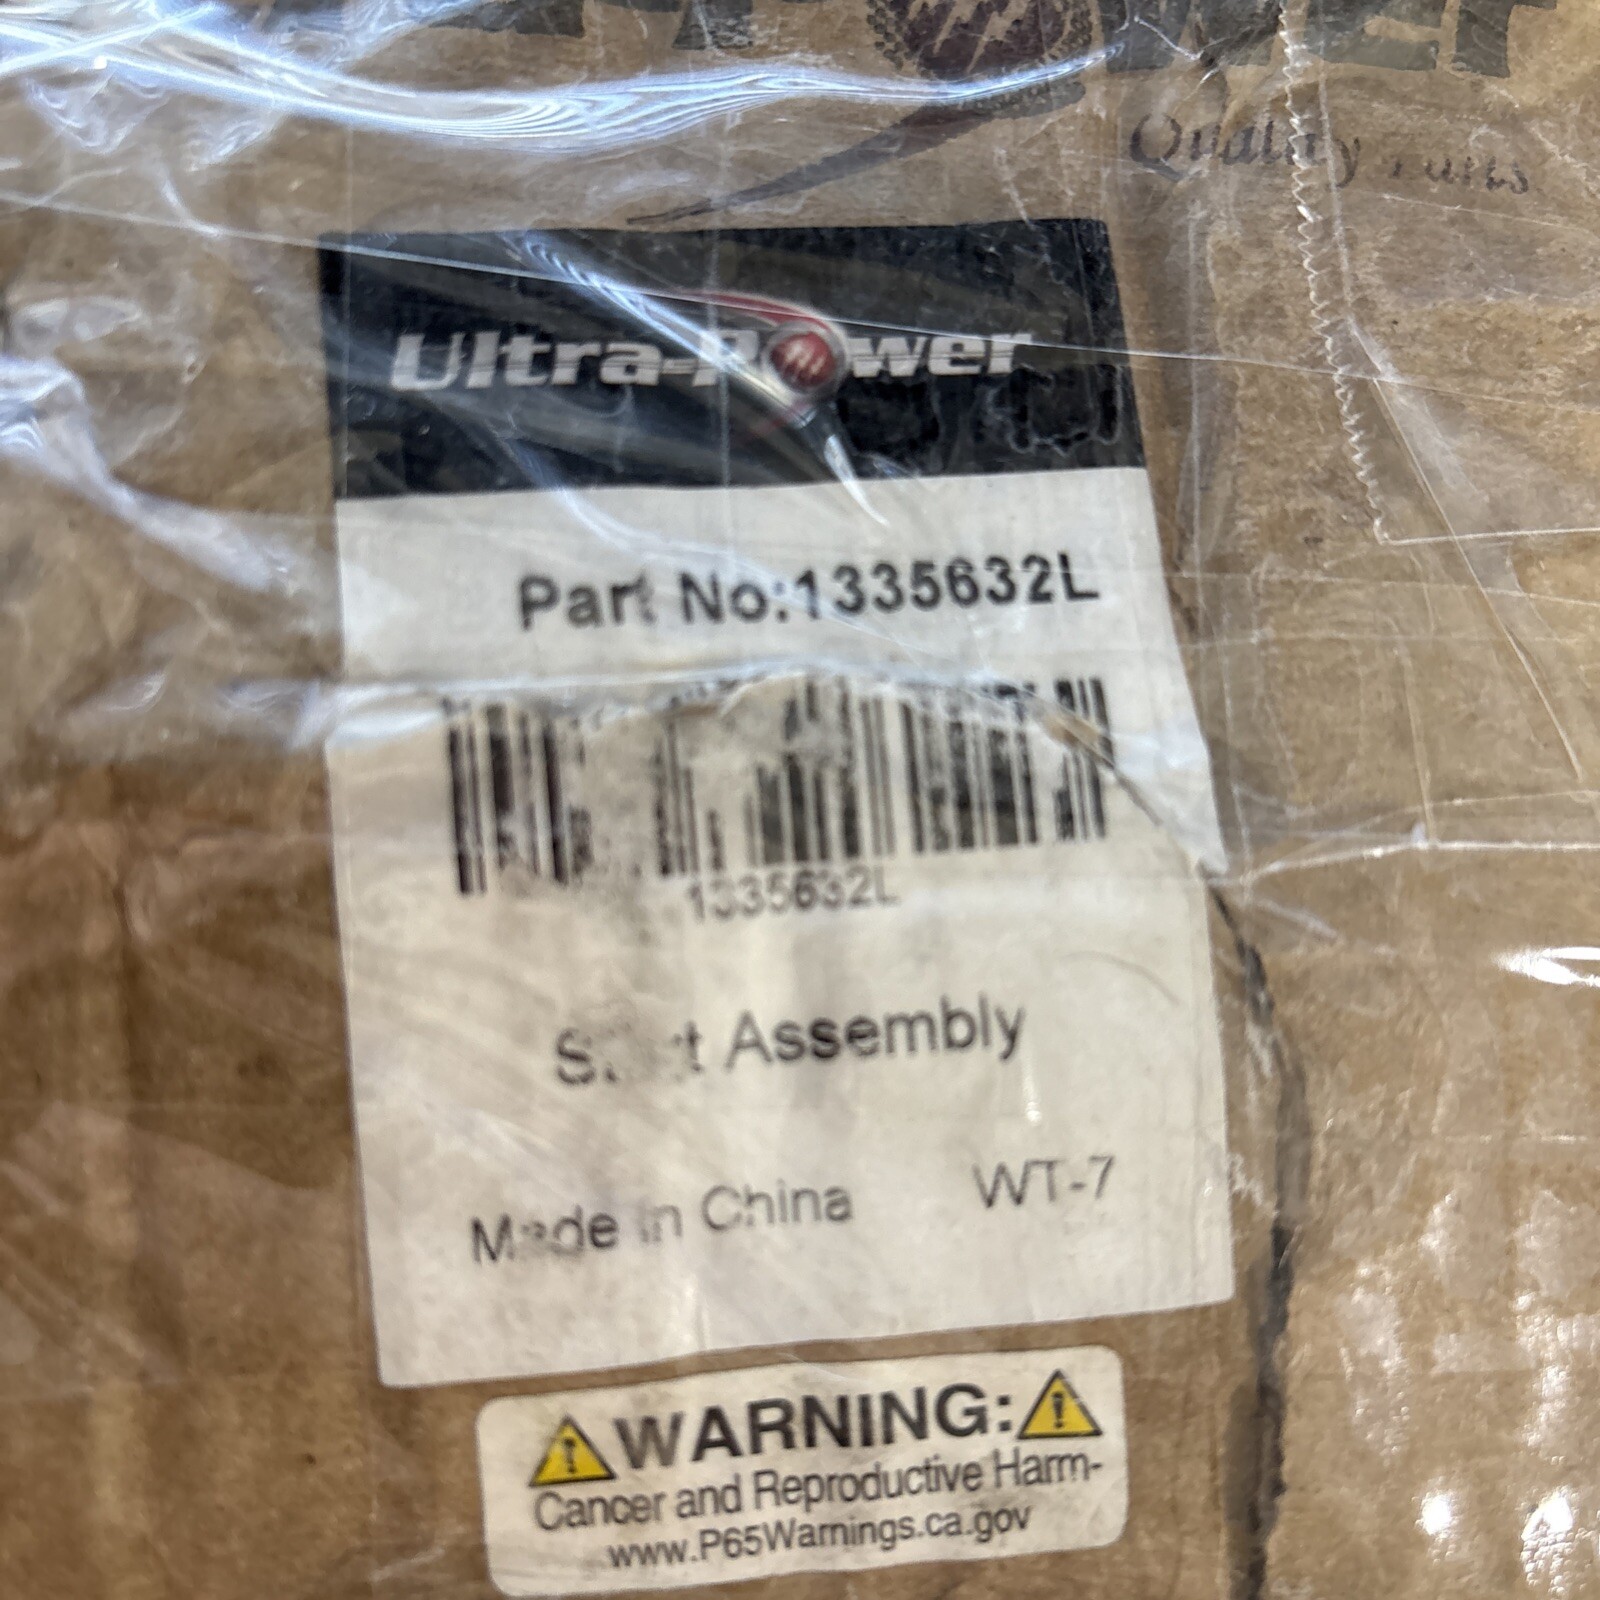 Quality Parts
Ultra-Power
Part No:1335632L
1335632L
Assembly
Made in China WT-7
WARNING:
Cancer and Reproductive Harm-
www.P65Warnings.ca.gov